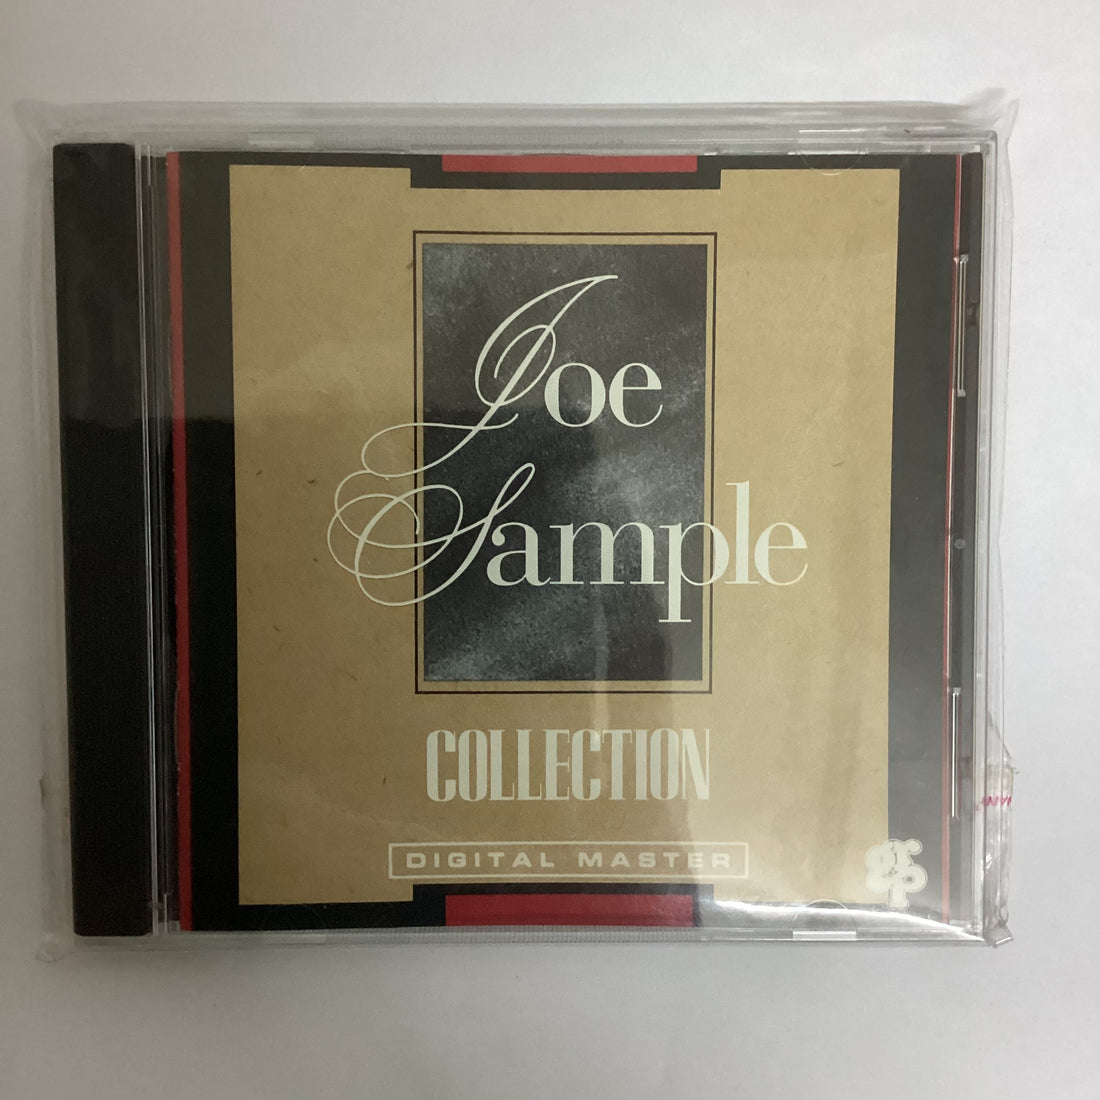 Joe
Sample
COLLECTION
DIGITAL MASTER
grp